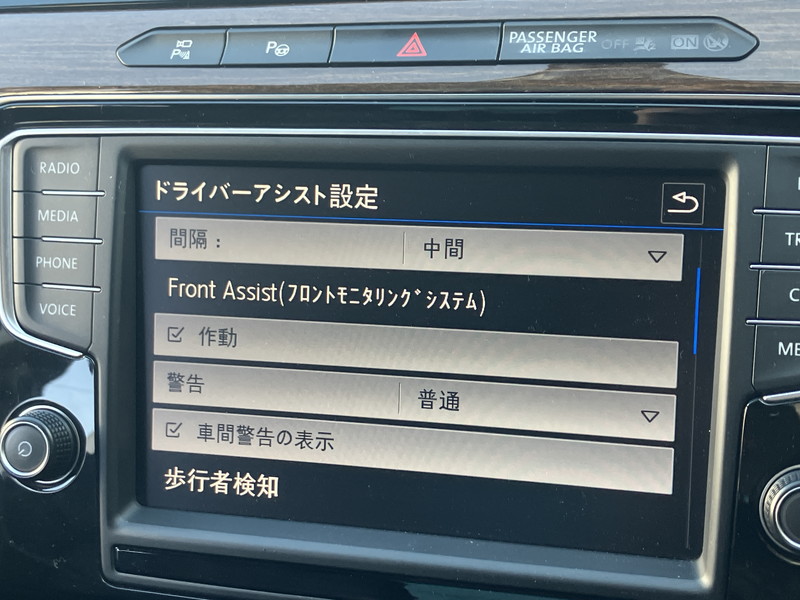 PASSENGER
AIR BAG OFF ON
RADIO
MEDIA
PHONE
VOICE
ドライバーアシスト設定
間隔： 中間
Front Assist(ﾌﾛﾝﾄﾓﾆﾀﾘﾝｸﾞｼｽﾃﾑ)
作動
警告 普通
車間警告の表示
歩行者検知
TR
C
ME